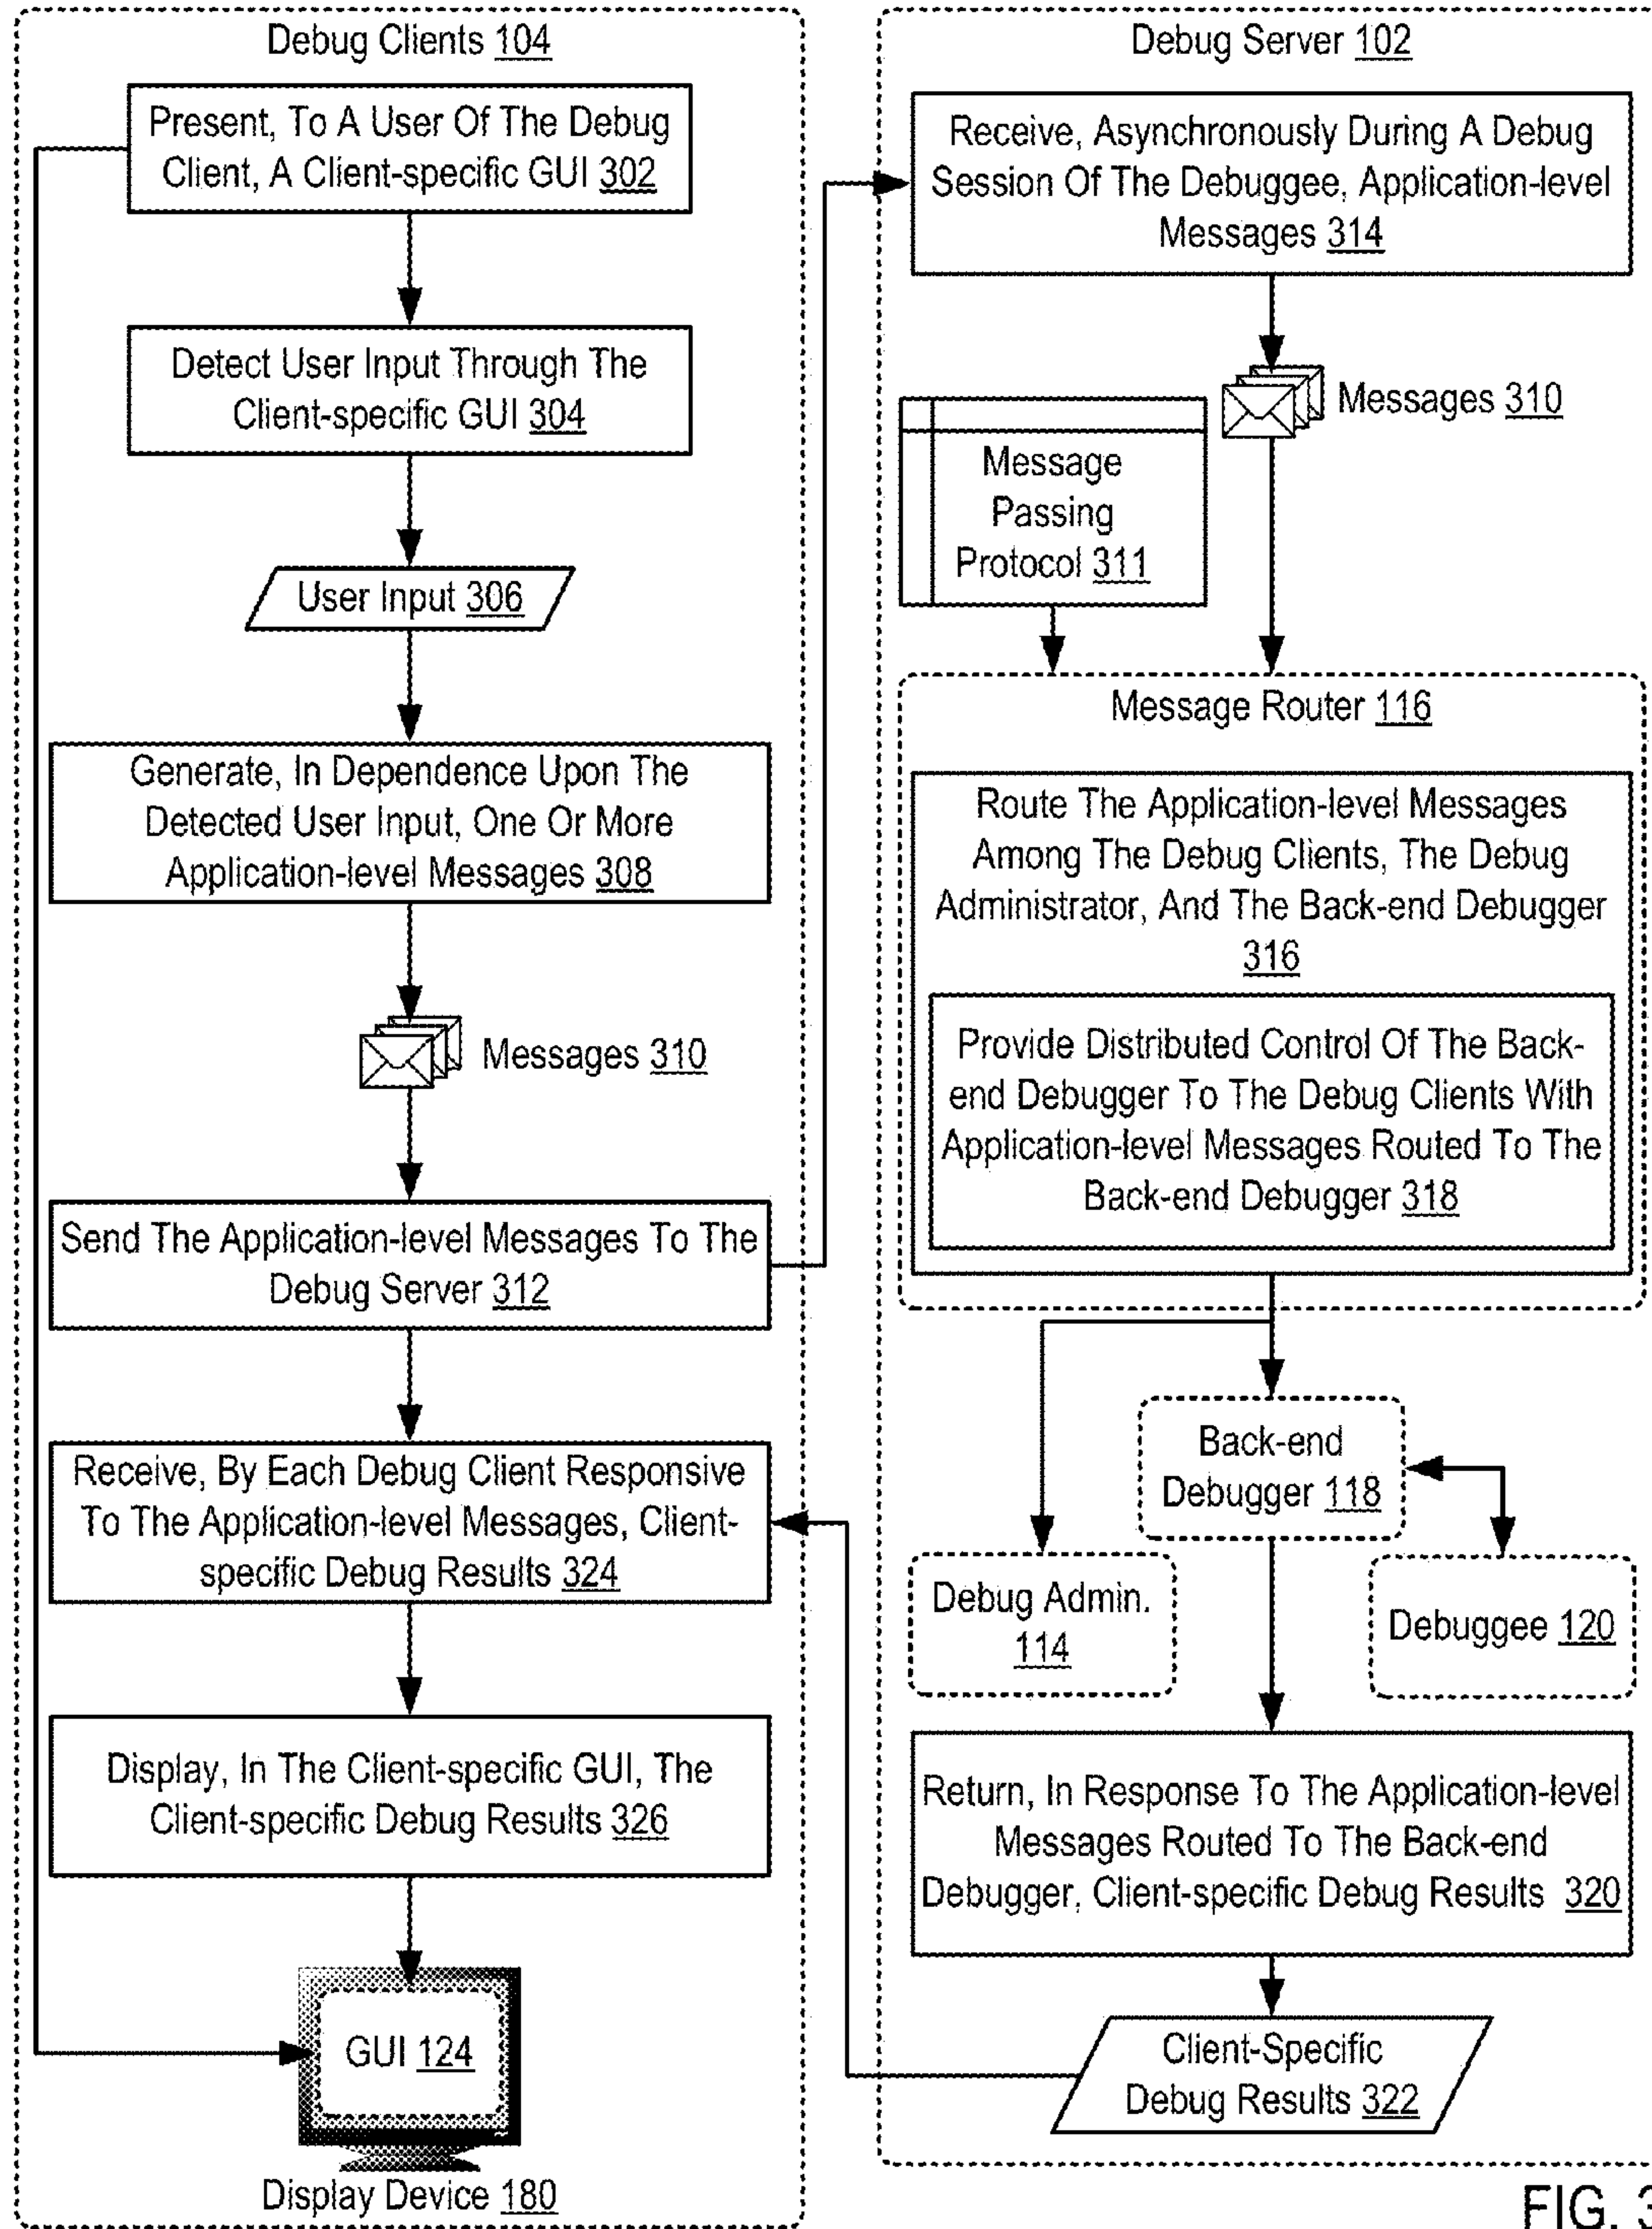 Debug Clients 104
Present, To A User Of The Debug
Client, A Client-specific GUI 302
Detect User Input Through The
Client-specific GUI 304
User Input 306
Generate, In Dependence Upon The
Detected User Input, One Or More
Application-level Messages 308
Messages 310
Send The Application-level Messages To The
Debug Server 312
Receive, By Each Debug Client Responsive
To The Application-level Messages, Client-
specific Debug Results 324
Display, In The Client-specific GUI, The
Client-specific Debug Results 326
GUI 124
Display Device 180
Debug Server 102
Receive, Asynchronously During A Debug
Session Of The Debuggee, Application-level
Messages 314
Messages 310
Message
Passing
Protocol 311
Message Router 116
Route The Application-level Messages
Among The Debug Clients, The Debug
Administrator, And The Back-end Debugger
316
Provide Distributed Control Of The Back-
end Debugger To The Debug Clients With
Application-level Messages Routed To The
Back-end Debugger 318
Back-end
Debugger 118
Debug Admin.
114
Debuggee 120
Return, In Response To The Application-level
Messages Routed To The Back-end
Debugger, Client-specific Debug Results 320
Client-Specific
Debug Results 322
FIG. 3